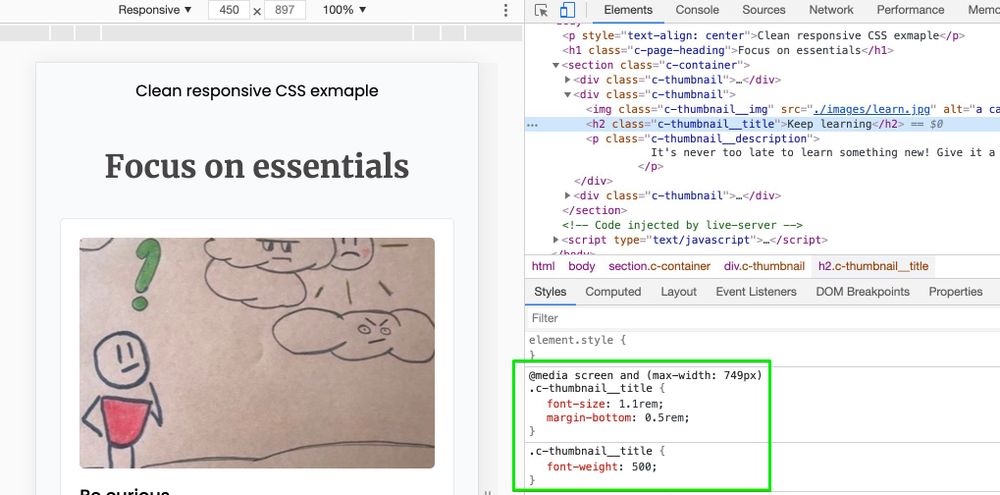 Responsive ▼ 450 × 897 100% ▼
Clean responsive CSS exmaple
Focus on essentials
Be curious
Elements Console Sources Network Performance
<p style="text-align: center">Clean responsive CSS exmaple</p>
<h1 class="c-page-heading">Focus on essentials</h1>
▼<section class="c-container">
▶<div class="c-thumbnail">…</div>
▼<div class="c-thumbnail">
<img class="c-thumbnail__img" src="./images/learn.jpg" alt="a ca
… <h2 class="c-thumbnail__title">Keep learning</h2> == $0
<p class="c-thumbnail__description">
It's never too late to learn something new! Give it a
</p>
</div>
▶<div class="c-thumbnail">…</div>
</section>
<!-- Code injected by live-server -->
▶<script type="text/javascript">…</script>
</body>
html body section.c-container div.c-thumbnail h2.c-thumbnail__title
Styles Computed Layout Event Listeners DOM Breakpoints Properties
Filter
element.style {
}
@media screen and (max-width: 749px)
.c-thumbnail__title {
font-size: 1.1rem;
margin-bottom: 0.5rem;
}
.c-thumbnail__title {
font-weight: 500;
}